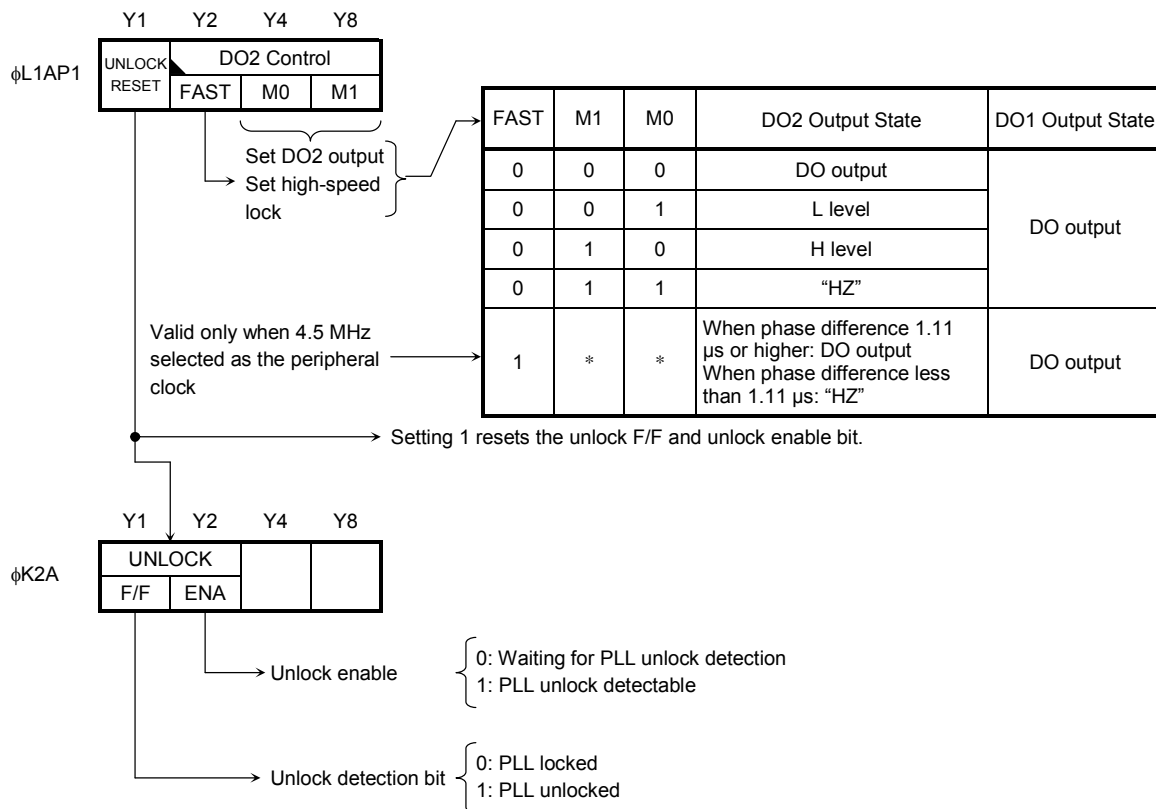 Y1 Y2 Y4 Y8
ϕL1AP1
UNLOCK
RESET
DO2 Control
FAST M0 M1
Set DO2 output
Set high-speed
lock
FAST M1 M0 DO2 Output State DO1 Output State
0 0 0 DO output
0 0 1 L level
DO output
0 1 0 H level
0 1 1 “HZ”
Valid only when 4.5 MHz
selected as the peripheral
clock
1 * * When phase difference 1.11
µs or higher: DO output
When phase difference less
than 1.11 µs: “HZ”
DO output
Setting 1 resets the unlock F/F and unlock enable bit.
Y1 Y2 Y4 Y8
ϕK2A
UNLOCK
F/F ENA
Unlock enable
0: Waiting for PLL unlock detection
1: PLL unlock detectable
Unlock detection bit
0: PLL locked
1: PLL unlocked